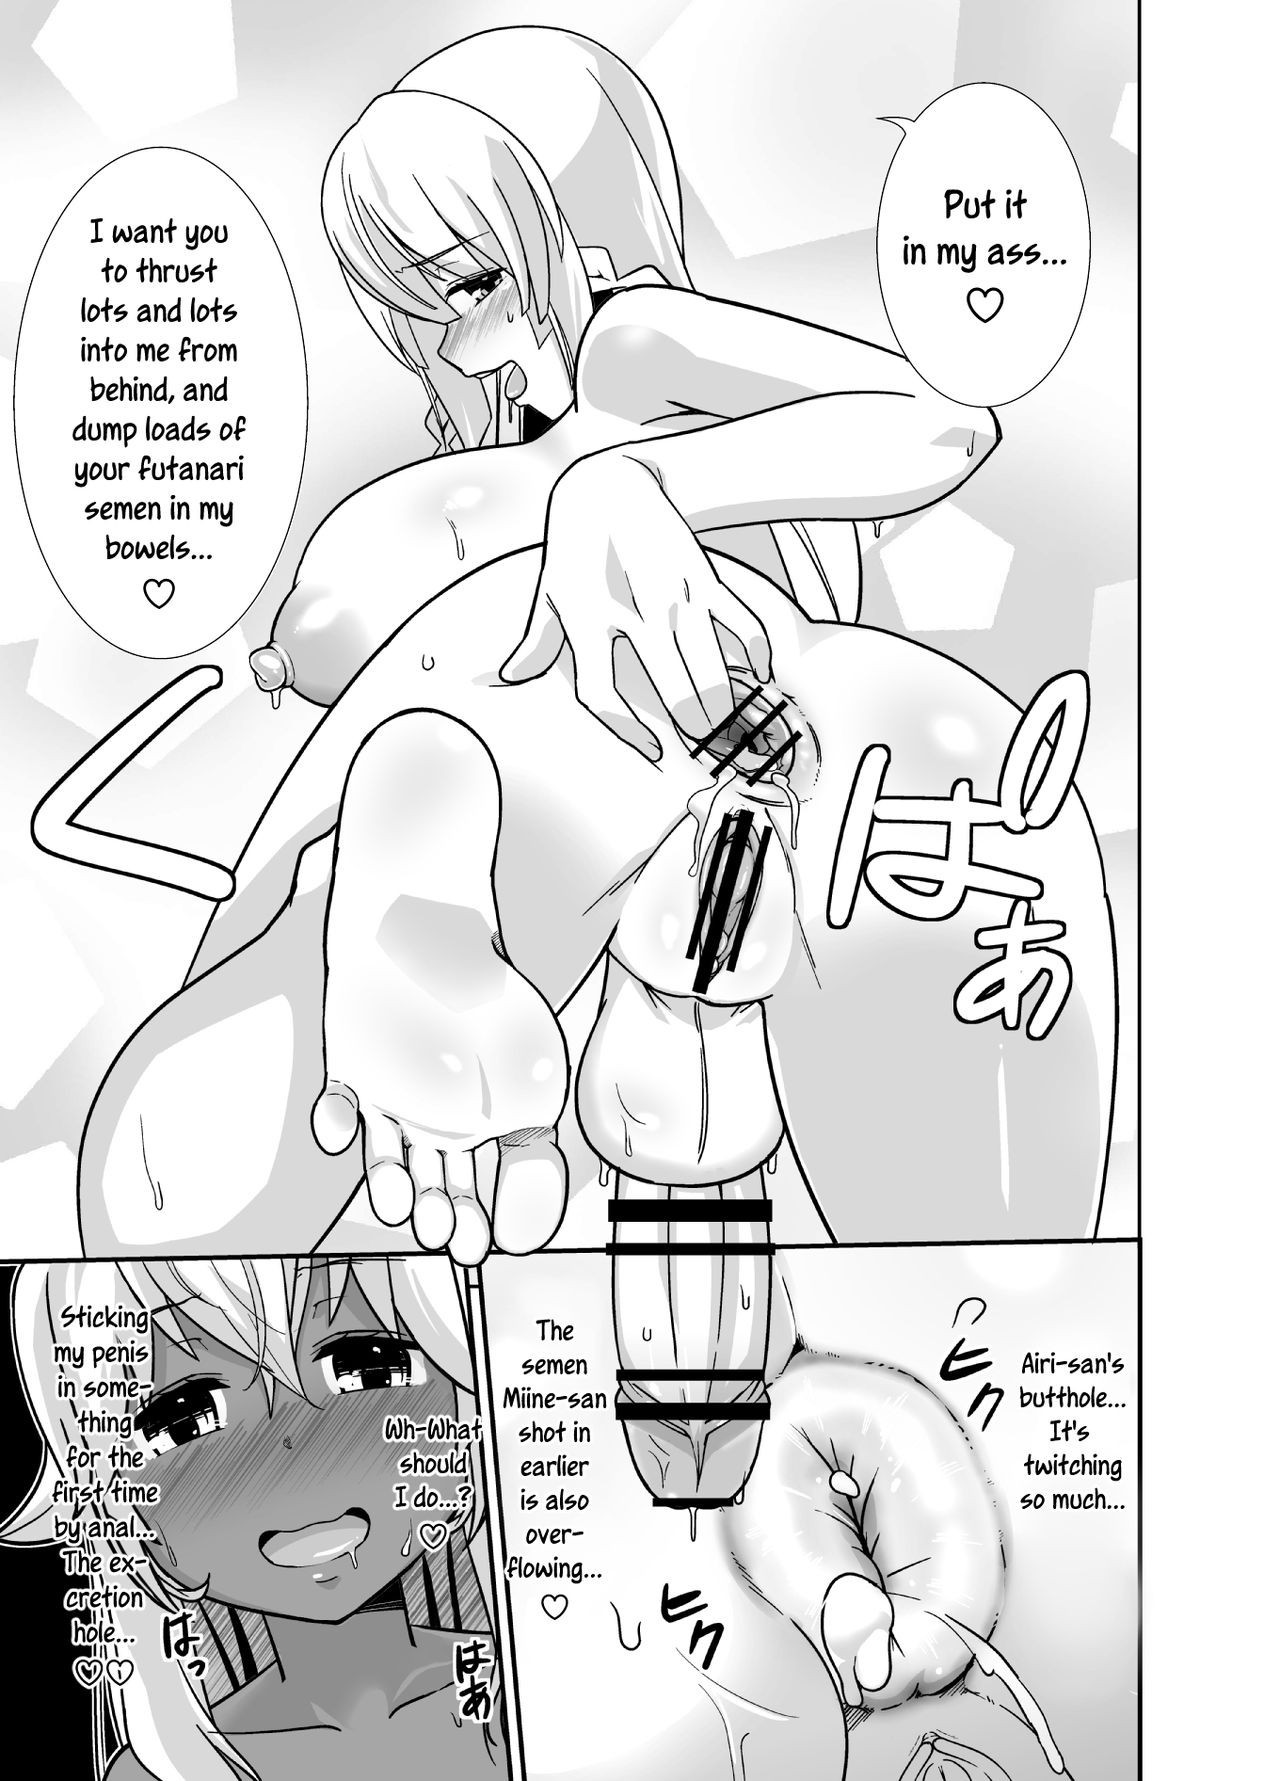 Put it
in my ass...
♡
I want you
to thrust
lots and lots
into me from
behind, and
dump loads of
your futanari
semen in my
bowels...
♡
くぱぁ
Airi-san's
butthole...
It's
twitching
so much...
ヒク
ヒク
The
semen
Miine-san
shot in
earlier
is also
over-
flowing...
♡
Wh-What
should
I do...?
♡
Sticking
my penis
in some-
thing
for the
first time
by anal...
The ex-
cretion
hole...
♡♡
はぁ
はっ